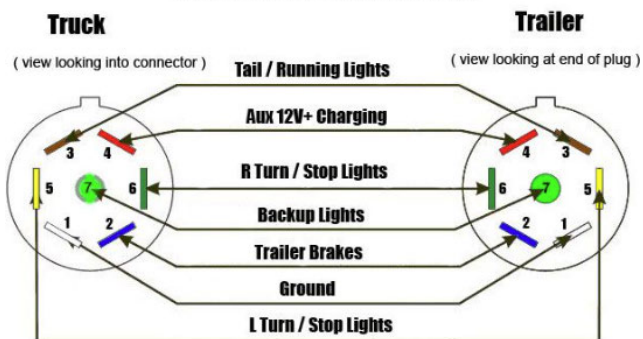 Truck
Trailer
( view looking into connector )
( view looking at end of plug )
Tail / Running Lights
Aux 12V+ Charging
R Turn / Stop Lights
Backup Lights
Trailer Brakes
Ground
L Turn / Stop Lights
3 4
5 7 6
1 2
4 3
6 7 5
2 1